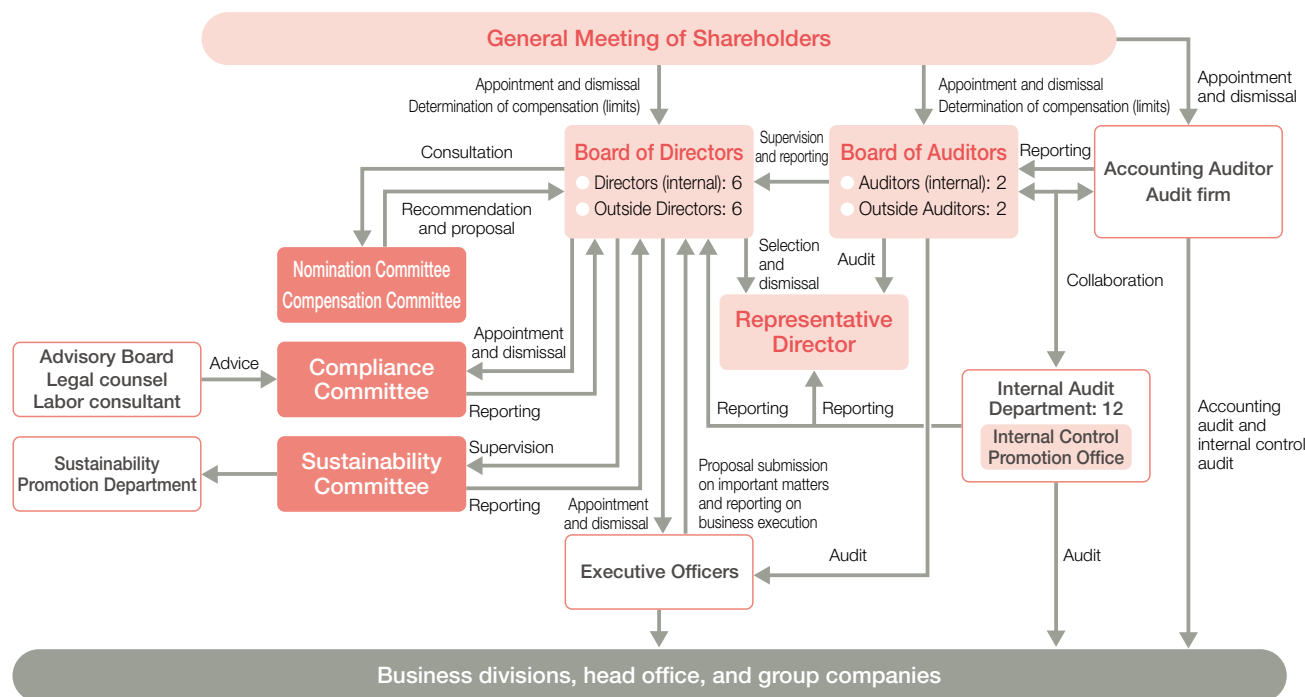 General Meeting of Shareholders
Appointment and dismissal
Determination of compensation (limits)
Appointment and dismissal
Determination of compensation (limits)
Appointment
and dismissal
Consultation
Recommendation
and proposal
Board of Directors
Directors (internal): 6
Outside Directors: 6
Supervision
and reporting
Board of Auditors
Auditors (internal): 2
Outside Auditors: 2
Reporting
Accounting Auditor
Audit firm
Nomination Committee
Compensation Committee
Selection
and
dismissal
Audit
Collaboration
Representative
Director
Advisory Board
Legal counsel
Labor consultant
Advice
Compliance
Committee
Appointment
and dismissal
Reporting
Reporting
Reporting
Internal Audit
Department: 12
Internal Control
Promotion Office
Accounting
audit and
internal control
audit
Sustainability
Promotion Department
Sustainability
Committee
Supervision
Reporting
Appointment
and dismissal
Proposal submission
on important matters
and reporting on
business execution
Executive Officers
Audit
Audit
Business divisions, head office, and group companies